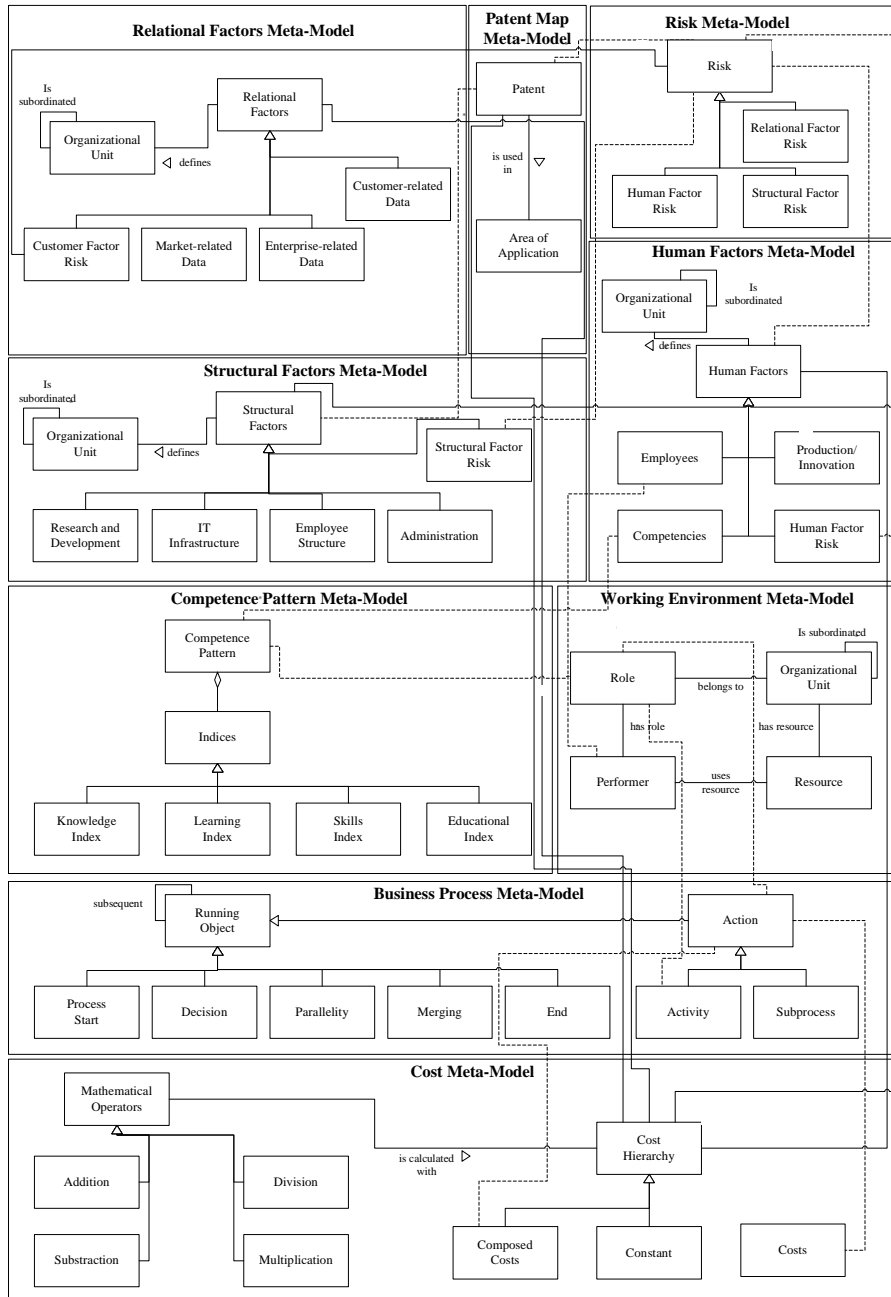 Relational Factors Meta-Model
Is
subordinated
Organizational
Unit
Relational
Factors
defines
Customer-related
Data
Customer Factor
Risk
Market-related
Data
Enterprise-related
Data
Patent Map
Meta-Model
Patent
is used
in
Area of
Application
Risk Meta-Model
Risk
Relational Factor
Risk
Human Factor
Risk
Structural Factor
Risk
Human Factors Meta-Model
Organizational
Unit
Is
subordinated
defines
Human Factors
Employees
Production/
Innovation
Competencies
Human Factor
Risk
Structural Factors Meta-Model
Is
subordinated
Organizational
Unit
Structural
Factors
defines
Structural Factor
Risk
Research and
Development
IT
Infrastructure
Employee
Structure
Administration
Competence Pattern Meta-Model
Competence
Pattern
Indices
Knowledge
Index
Learning
Index
Skills
Index
Educational
Index
Working Environment Meta-Model
Is subordinated
Role
belongs to
Organizational
Unit
has role
has resource
Performer
uses
resource
Resource
Business Process Meta-Model
subsequent
Running
Object
Action
Process
Start
Decision
Parallelity
Merging
End
Activity
Subprocess
Cost Meta-Model
Mathematical
Operators
is calculated
with
Cost
Hierarchy
Addition
Division
Substraction
Multiplication
Composed
Costs
Constant
Costs